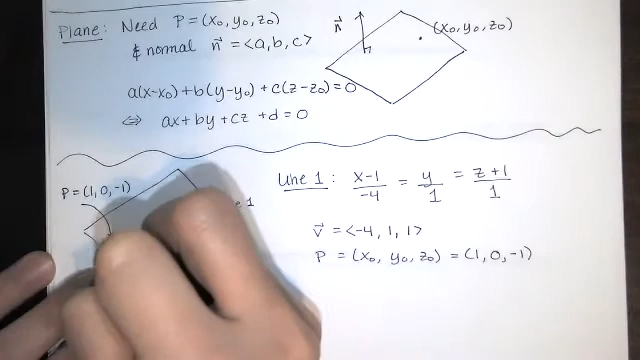 Plane: Need P = (x₀, y₀, z₀)
& normal n⃗ = <a, b, c>
n⃗
(x₀, y₀, z₀)
a(x-x₀)+b(y-y₀)+c(z-z₀)=0
⇔ ax+by+cz+d=0
P=(1,0,-1)
1
Line 1: (x-1)/-4 = y/1 = (z+1)/1
v⃗ = <-4, 1, 1>
P = (x₀, y₀, z₀) = (1, 0, -1)